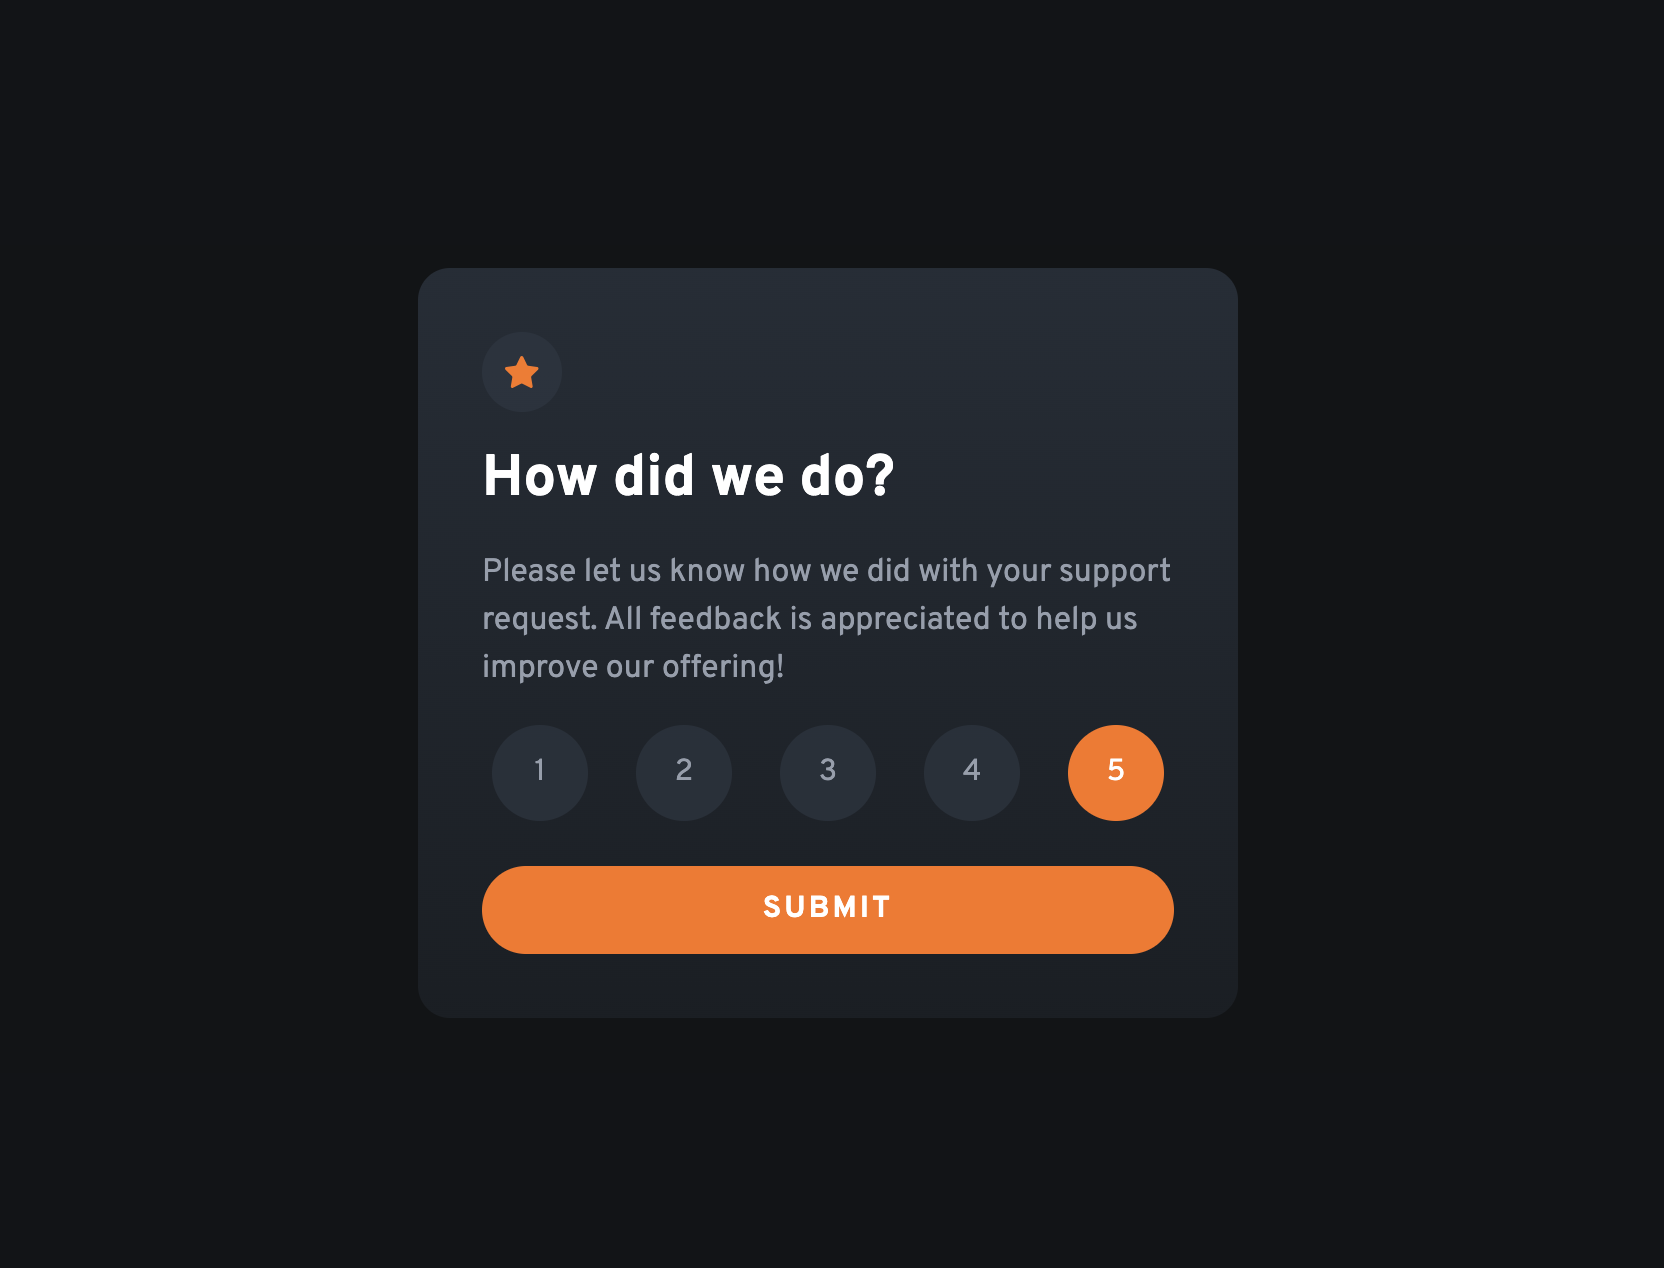 How did we do?
Please let us know how we did with your support
request. All feedback is appreciated to help us
improve our offering!
1 2 3 4 5
SUBMIT